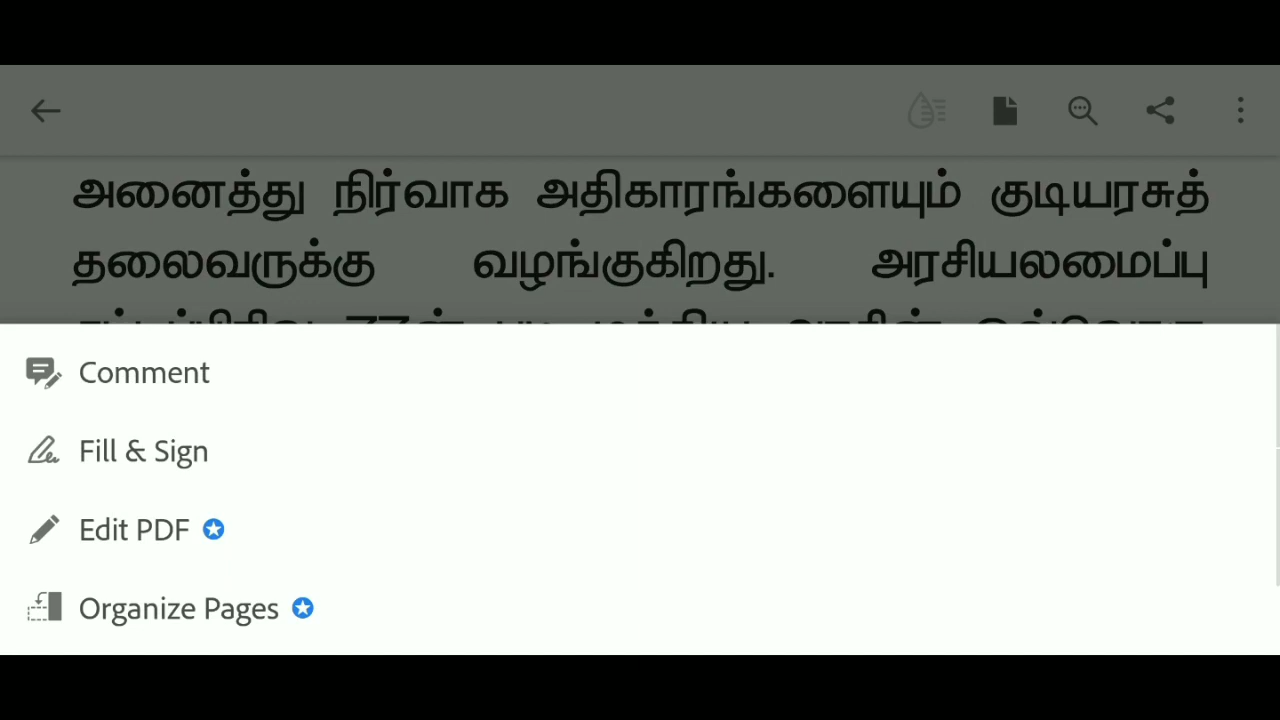 அனைத்து நிர்வாக அதிகாரங்களையும் குடியரசுத்
தலைவருக்கு வழங்குகிறது. அரசியலமைப்பு
Comment
Fill & Sign
Edit PDF
Organize Pages